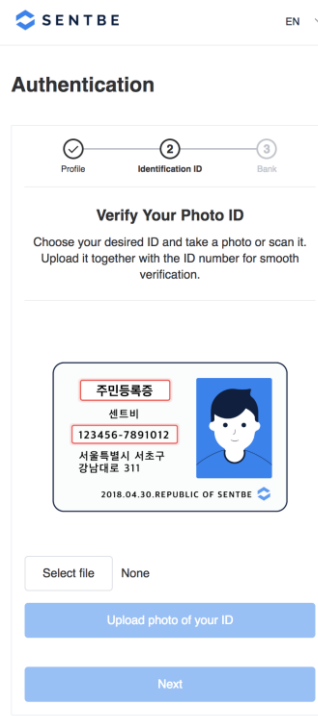 SENTBE
EN
Authentication
2
3
Profile
Identification ID
Bank
Verify Your Photo ID
Choose your desired ID and take a photo or scan it.
Upload it together with the ID number for smooth
verification.
주민등록증
센트비
123456-7891012
서울특별시 서초구
강남대로 311
2018.04.30.REPUBLIC OF SENTBE
Select file
None
Upload photo of your ID
Next